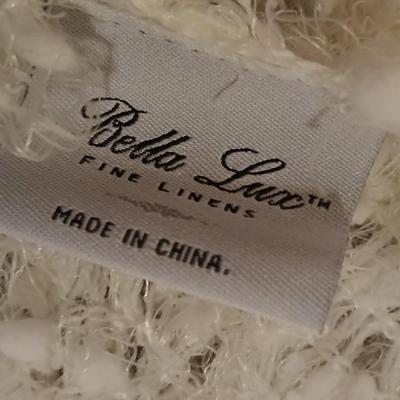 Bella Lux™
FINE LINENS
MADE IN CHINA.